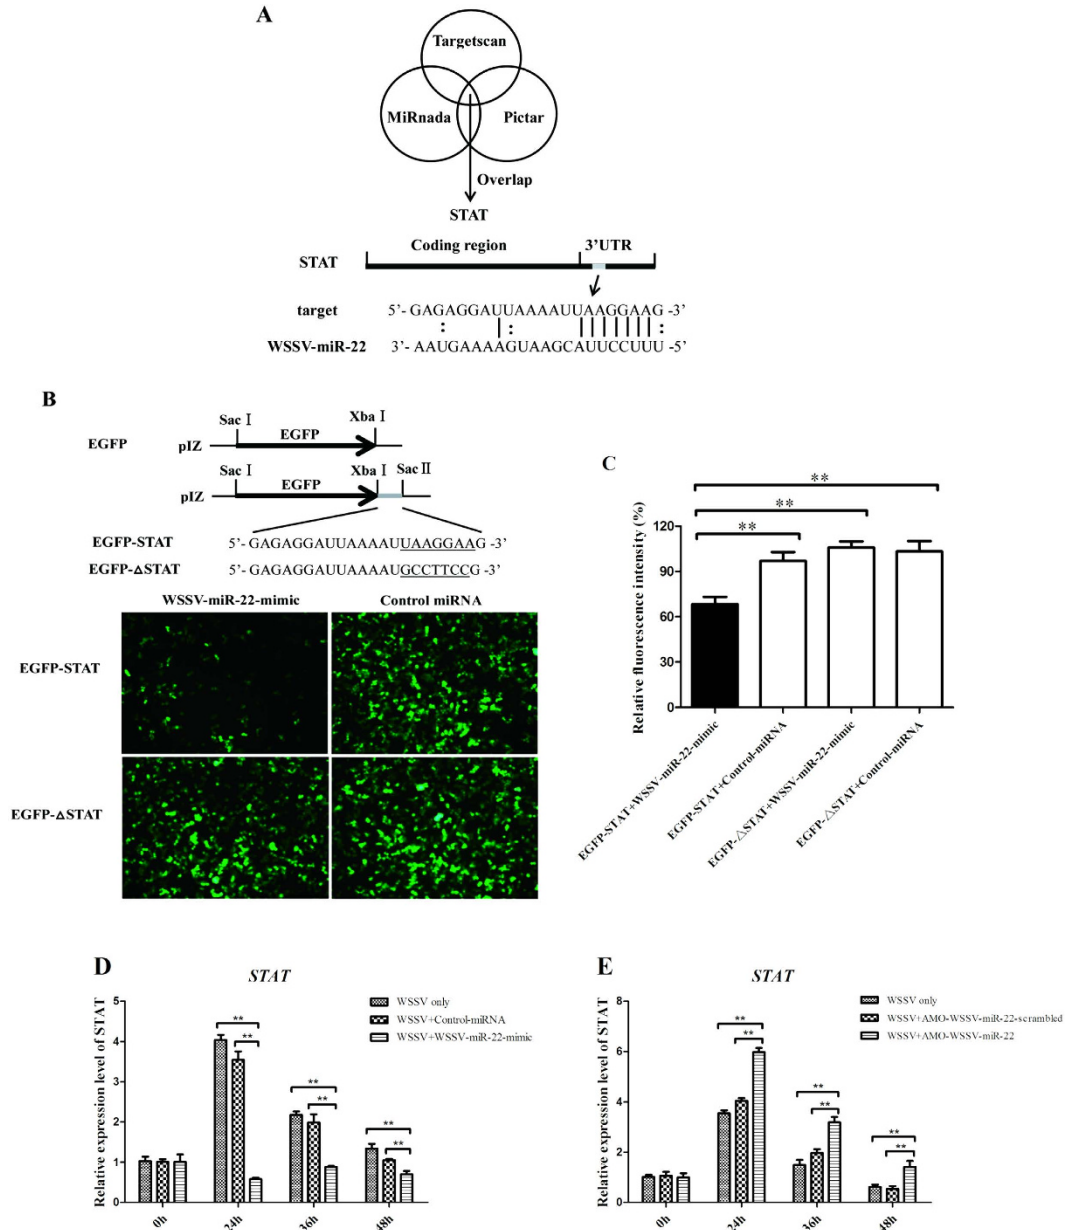 A
Targetscan
MiRnada
Pictar
Overlap
STAT
Coding region
3’UTR
STAT
target
5’- GAGAGGAUUAAAAUUAAGGAAG -3’
WSSV-miR-22
3’- AAUGAAAAGUAAGCAUUCCUUU -5’
B
Sac Ⅰ
Xba Ⅰ
EGFP
pIZ
EGFP
Sac Ⅰ
Xba Ⅰ
Sac Ⅱ
pIZ
EGFP
EGFP-STAT
5’- GAGAGGAUUAAAAUUAAGGAAG -3’
EGFP-△STAT
5’- GAGAGGAUUAAAAUGCCTTCCG -3’
WSSV-miR-22-mimic
Control miRNA
EGFP-STAT
EGFP-△STAT
C
Relative fluorescence intensity (%)
120
90
60
30
0
**
**
**
EGFP-STAT+WSSV-miR-22-mimic
EGFP-STAT+Control-miRNA
EGFP-△STAT+WSSV-miR-22-mimic
EGFP-△STAT+Control-miRNA
D
STAT
Relative expression level of STAT
5
4
3
2
1
0
WSSV only
WSSV+Control-miRNA
WSSV+WSSV-miR-22-mimic
**
**
**
**
**
**
0h
24h
36h
48h
E
STAT
Relative expression level of STAT
8
6
4
2
0
WSSV only
WSSV+AMO-WSSV-miR-22-scrambled
WSSV+AMO-WSSV-miR-22
**
**
**
**
**
**
0h
24h
36h
48h